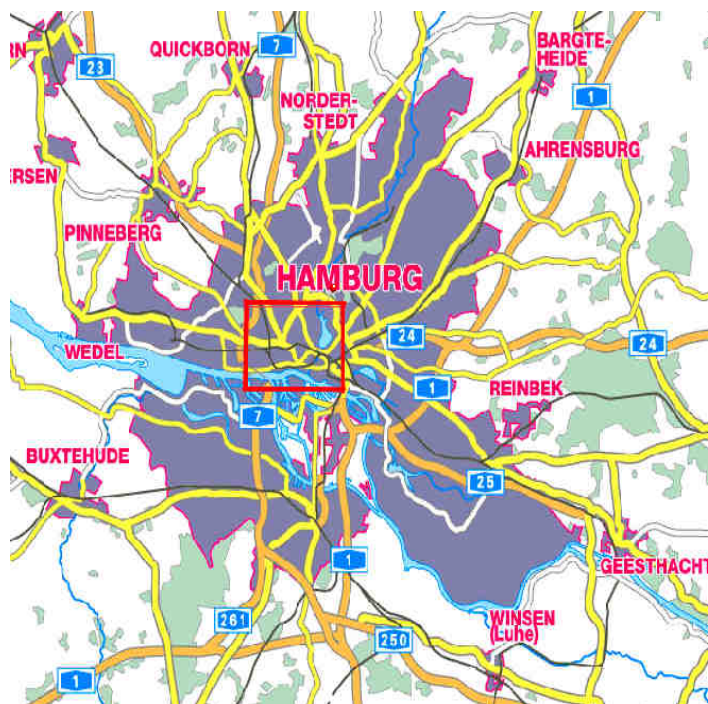 7
BARGTE-
HEIDE
RN
QUICKBORN
23
1
NORDER-
STEDT
AHRENSBURG
ERSEN
PINNEBERG
HAMBURG
24
24
WEDEL
1
REINBEK
7
BUXTEHUDE
25
1
GEESTHACHT
261
250
WINSEN
(Luhe)
1